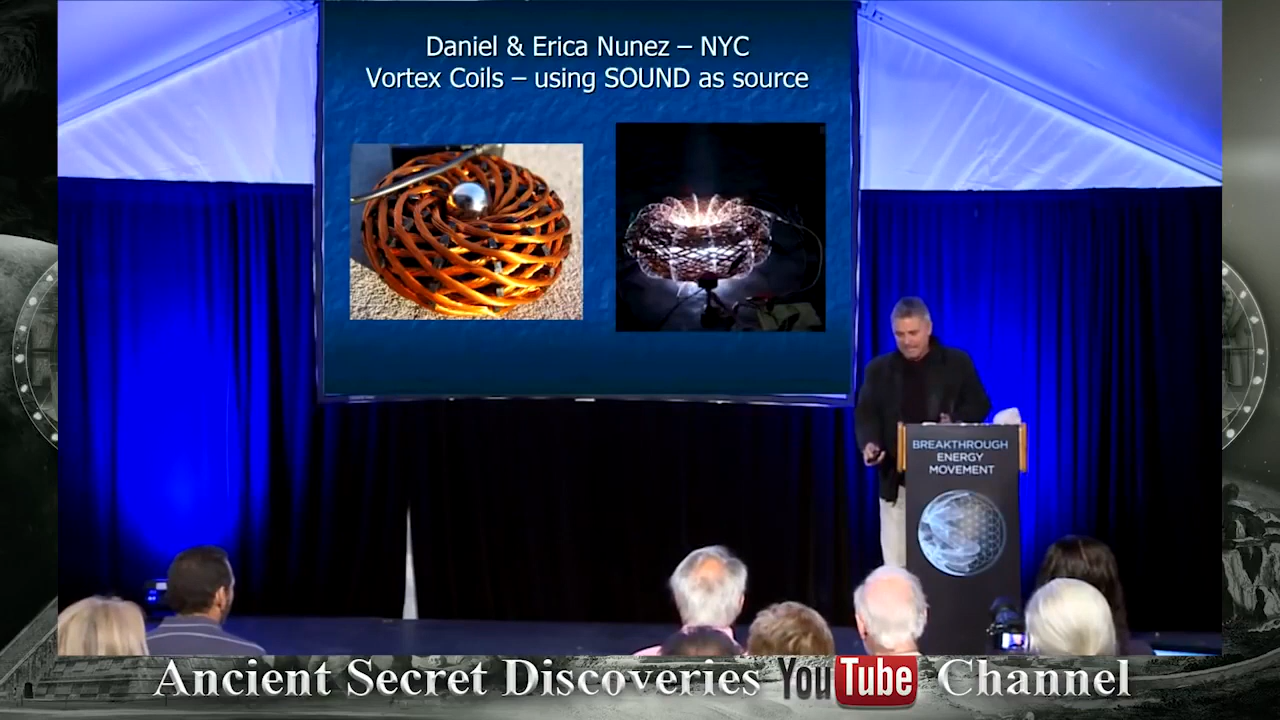 Daniel & Erica Nunez – NYC
Vortex Coils – using SOUND as source
BREAKTHROUGH
ENERGY
MOVEMENT
Ancient Secret Discoveries YouTube Channel